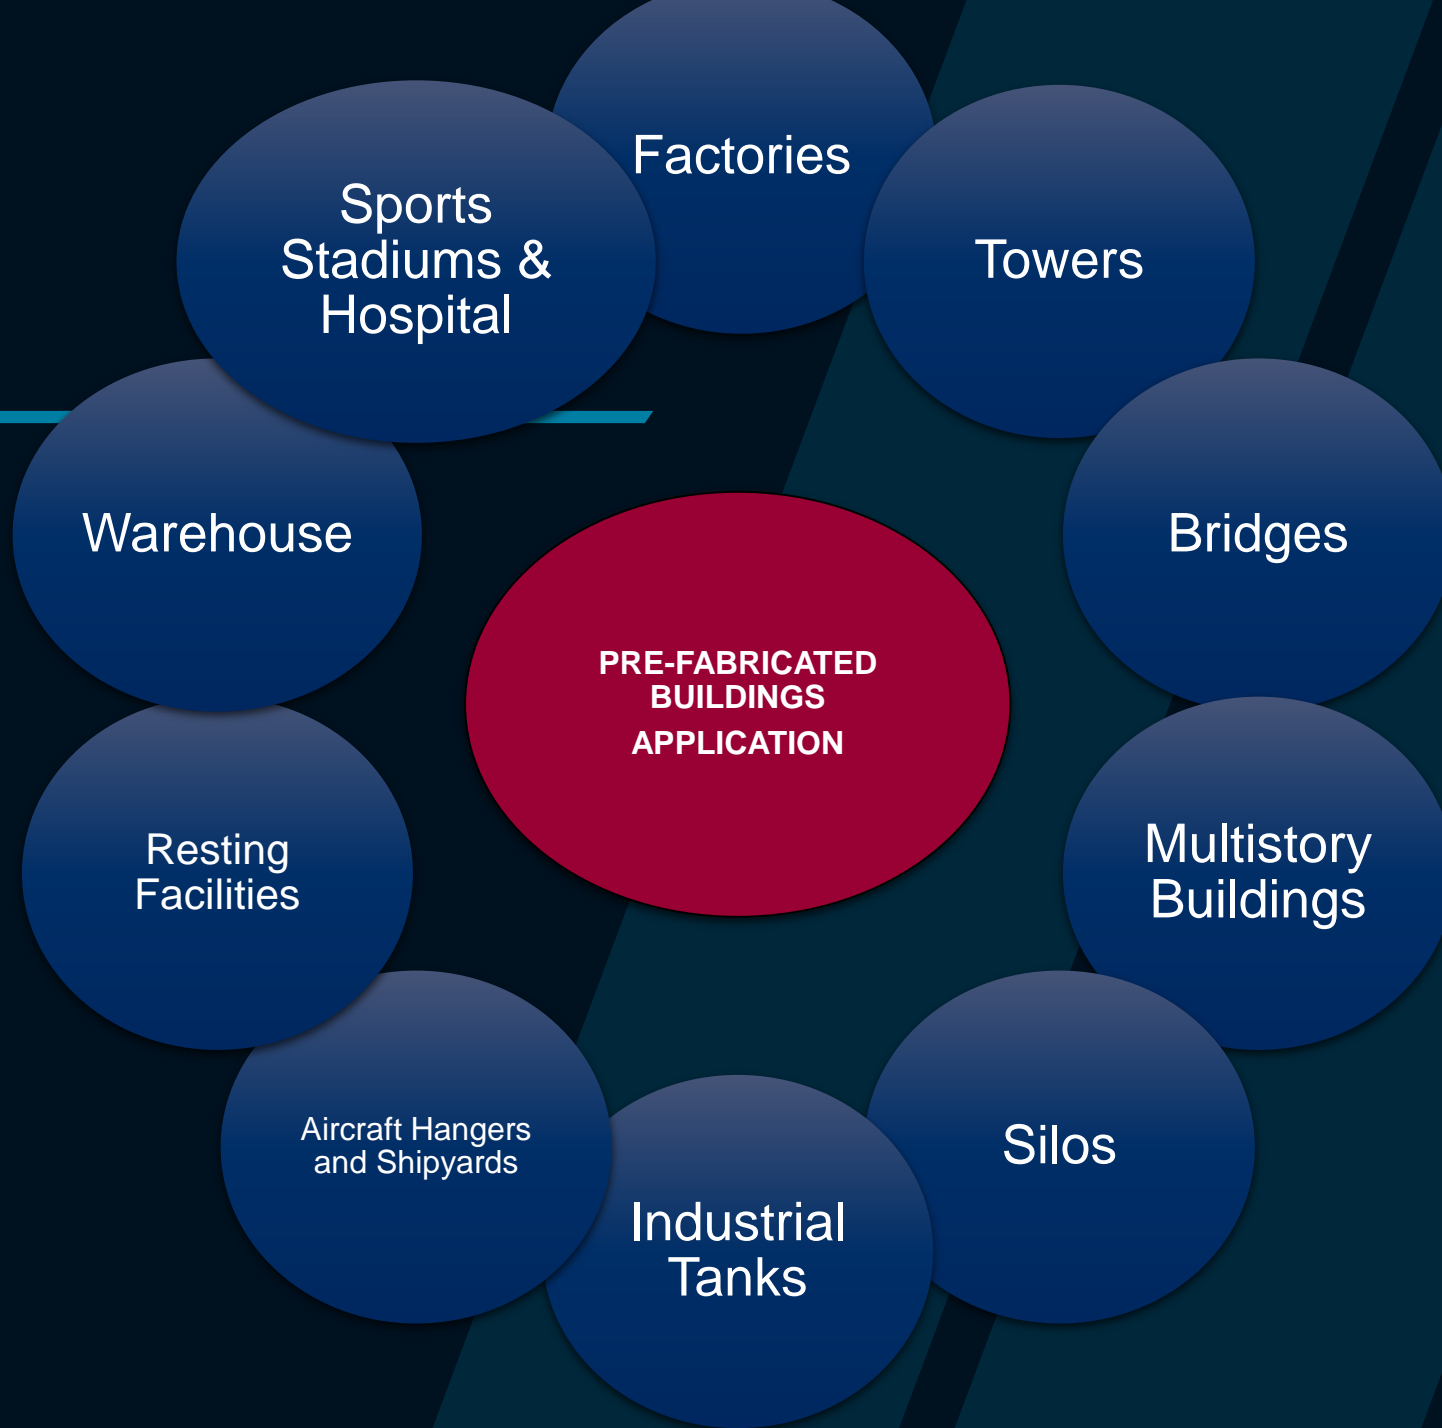 Factories
Towers
Bridges
Multistory
Buildings
Silos
Industrial
Tanks
Aircraft Hangers
and Shipyards
Resting
Facilities
Warehouse
Sports
Stadiums &
Hospital
PRE-FABRICATED
BUILDINGS
APPLICATION